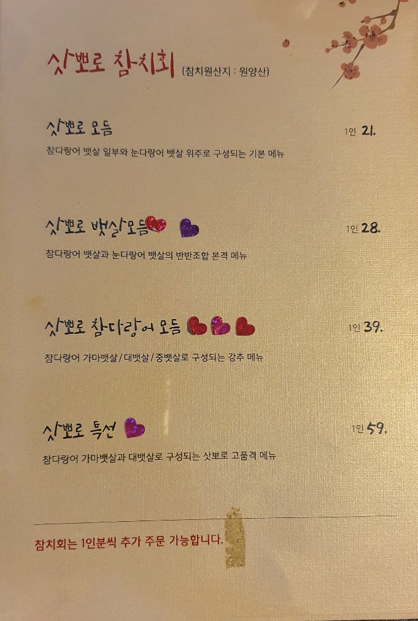 삿뽀로 참치회 (참치원산지 : 원양산)
삿뽀로 모듬 1인 21.
참다랑어 뱃살 일부와 눈다랑어 뱃살 위주로 구성되는 기본 메뉴
삿뽀로 뱃살모듬 1인 28.
참다랑어 뱃살과 눈다랑어 뱃살의 반반조합 본격 메뉴
삿뽀로 참다랑어 모듬 1인 39.
참다랑어 가마뱃살/대뱃살/중뱃살로 구성되는 강추 메뉴
삿뽀로 특선 1인 59.
참다랑어 가마뱃살과 대뱃살로 구성되는 삿뽀로 고품격 메뉴
참치회는 1인분씩 추가 주문 가능합니다.